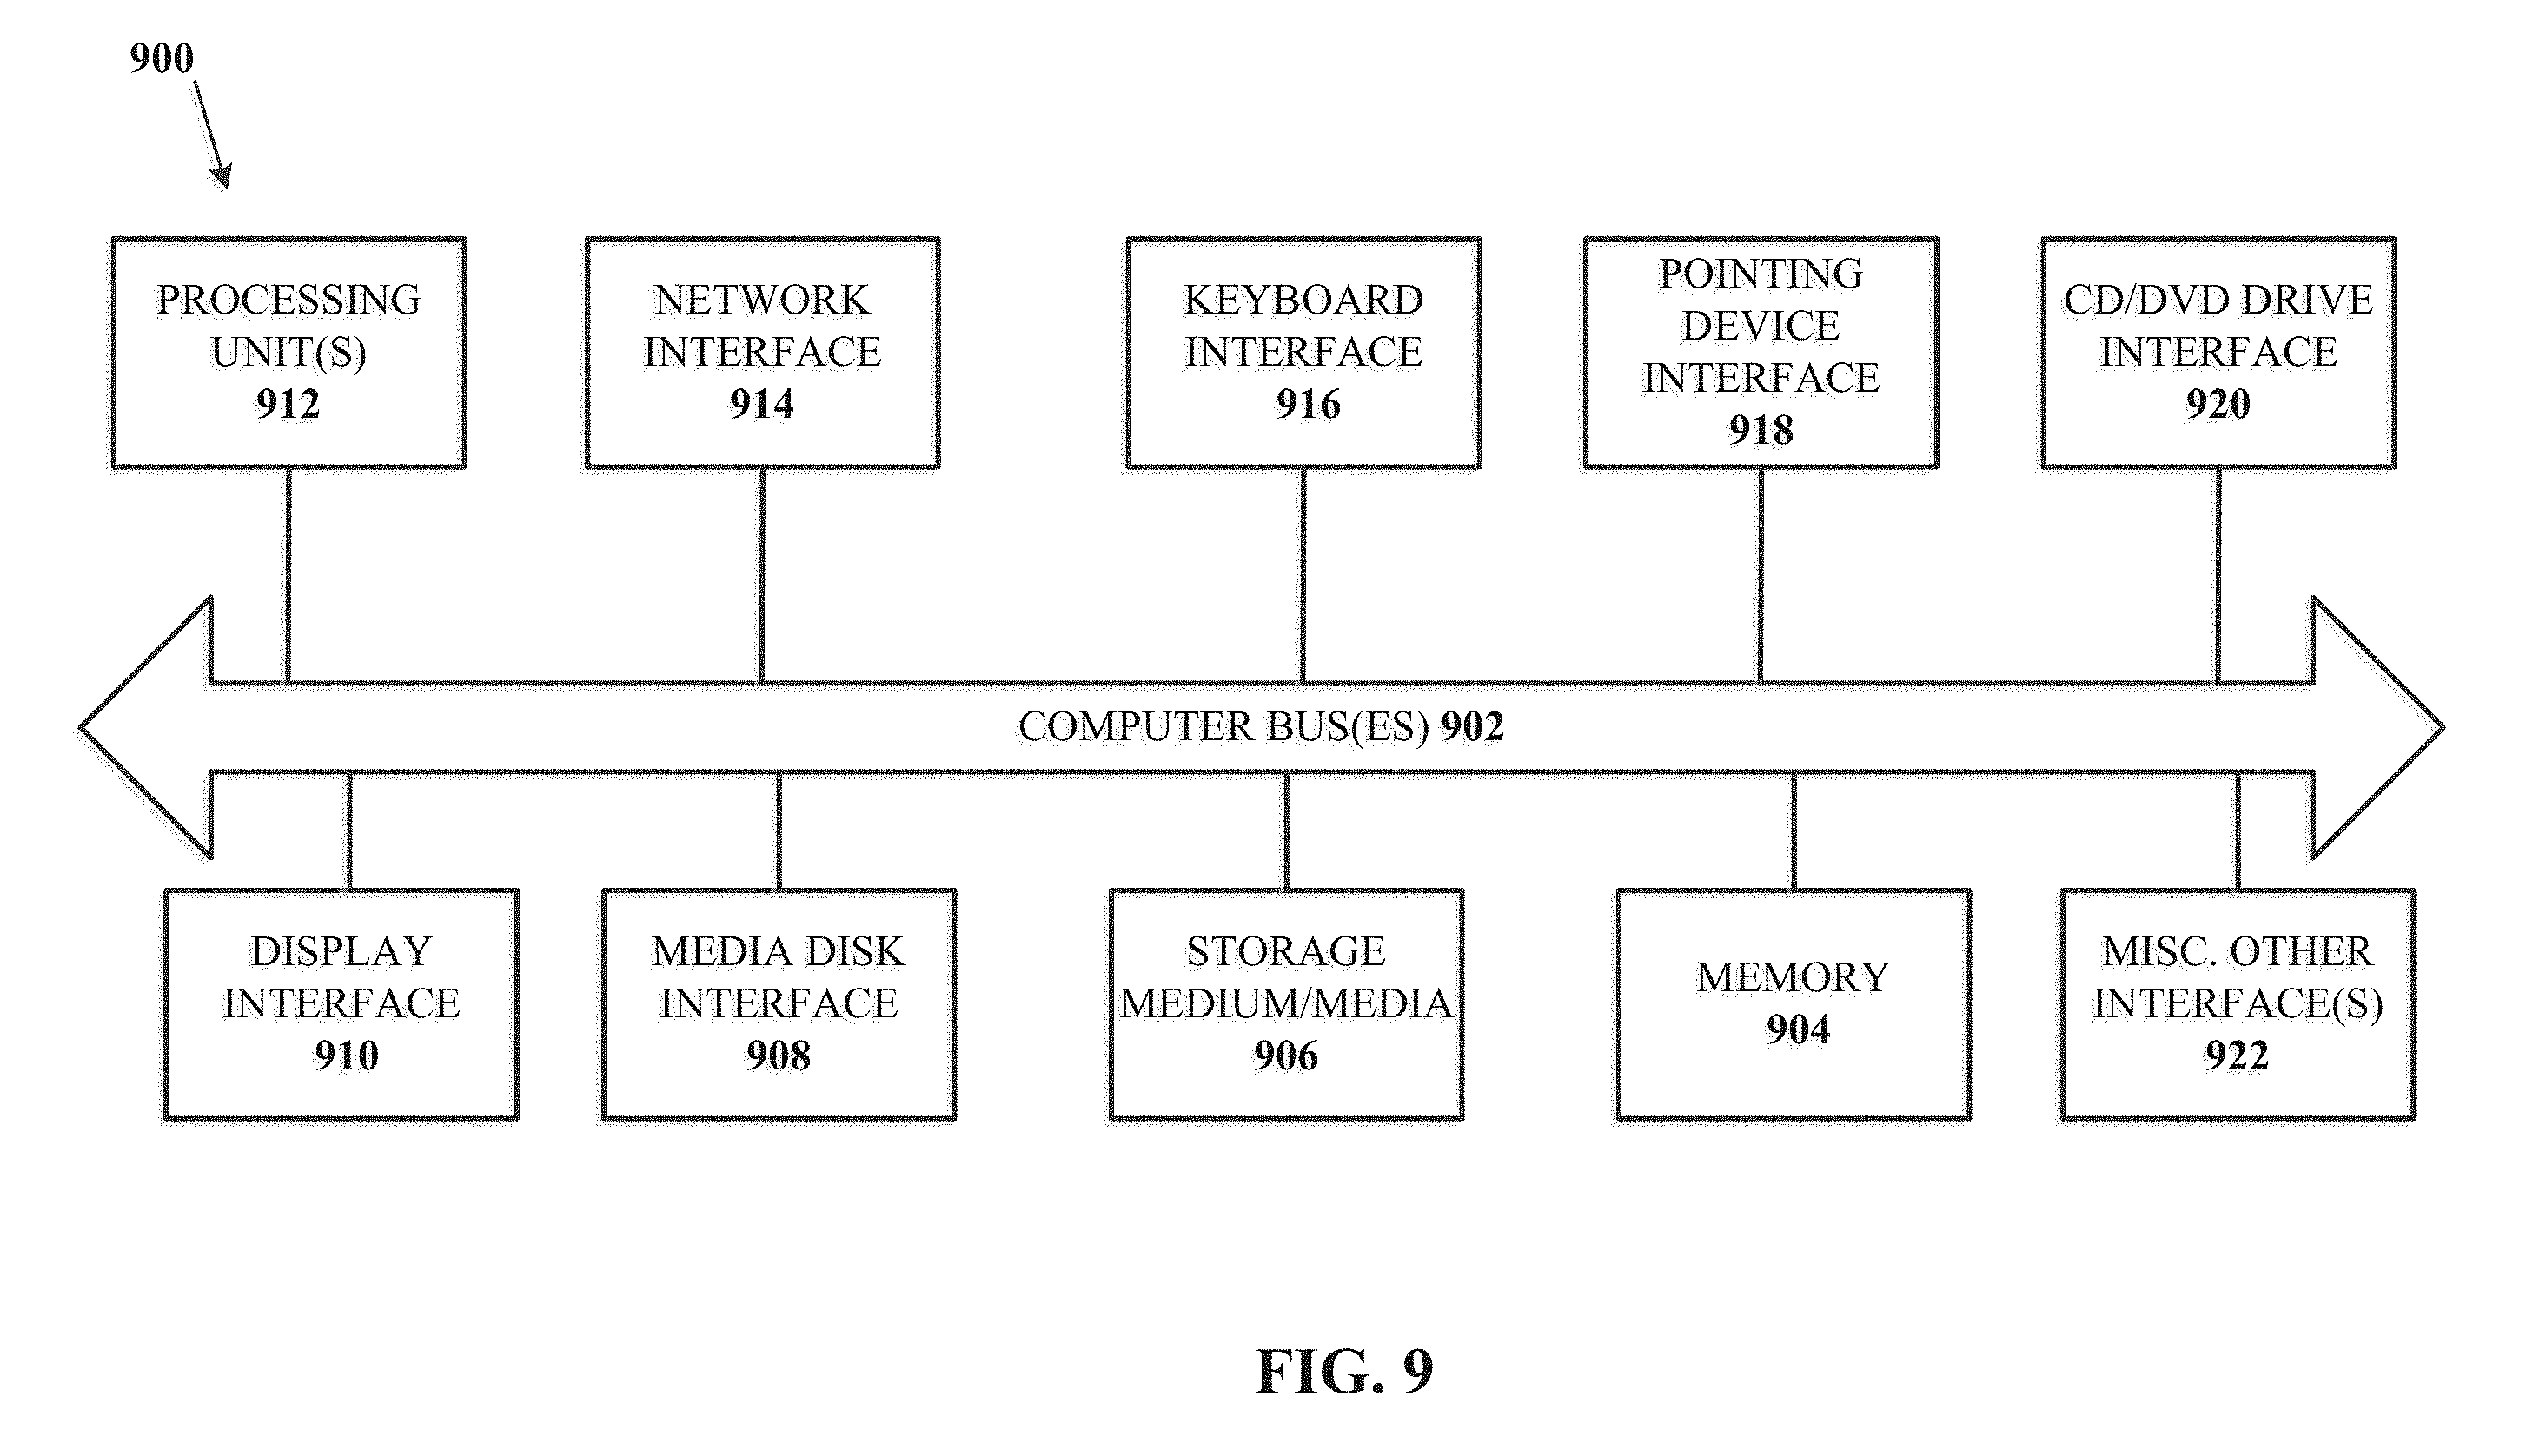 900
PROCESSING
UNIT(S)
912
NETWORK
INTERFACE
914
KEYBOARD
INTERFACE
916
POINTING
DEVICE
INTERFACE
918
CD/DVD DRIVE
INTERFACE
920
COMPUTER BUS(ES) 902
DISPLAY
INTERFACE
910
MEDIA DISK
INTERFACE
908
STORAGE
MEDIUM/MEDIA
906
MEMORY
904
MISC. OTHER
INTERFACE(S)
922
FIG. 9